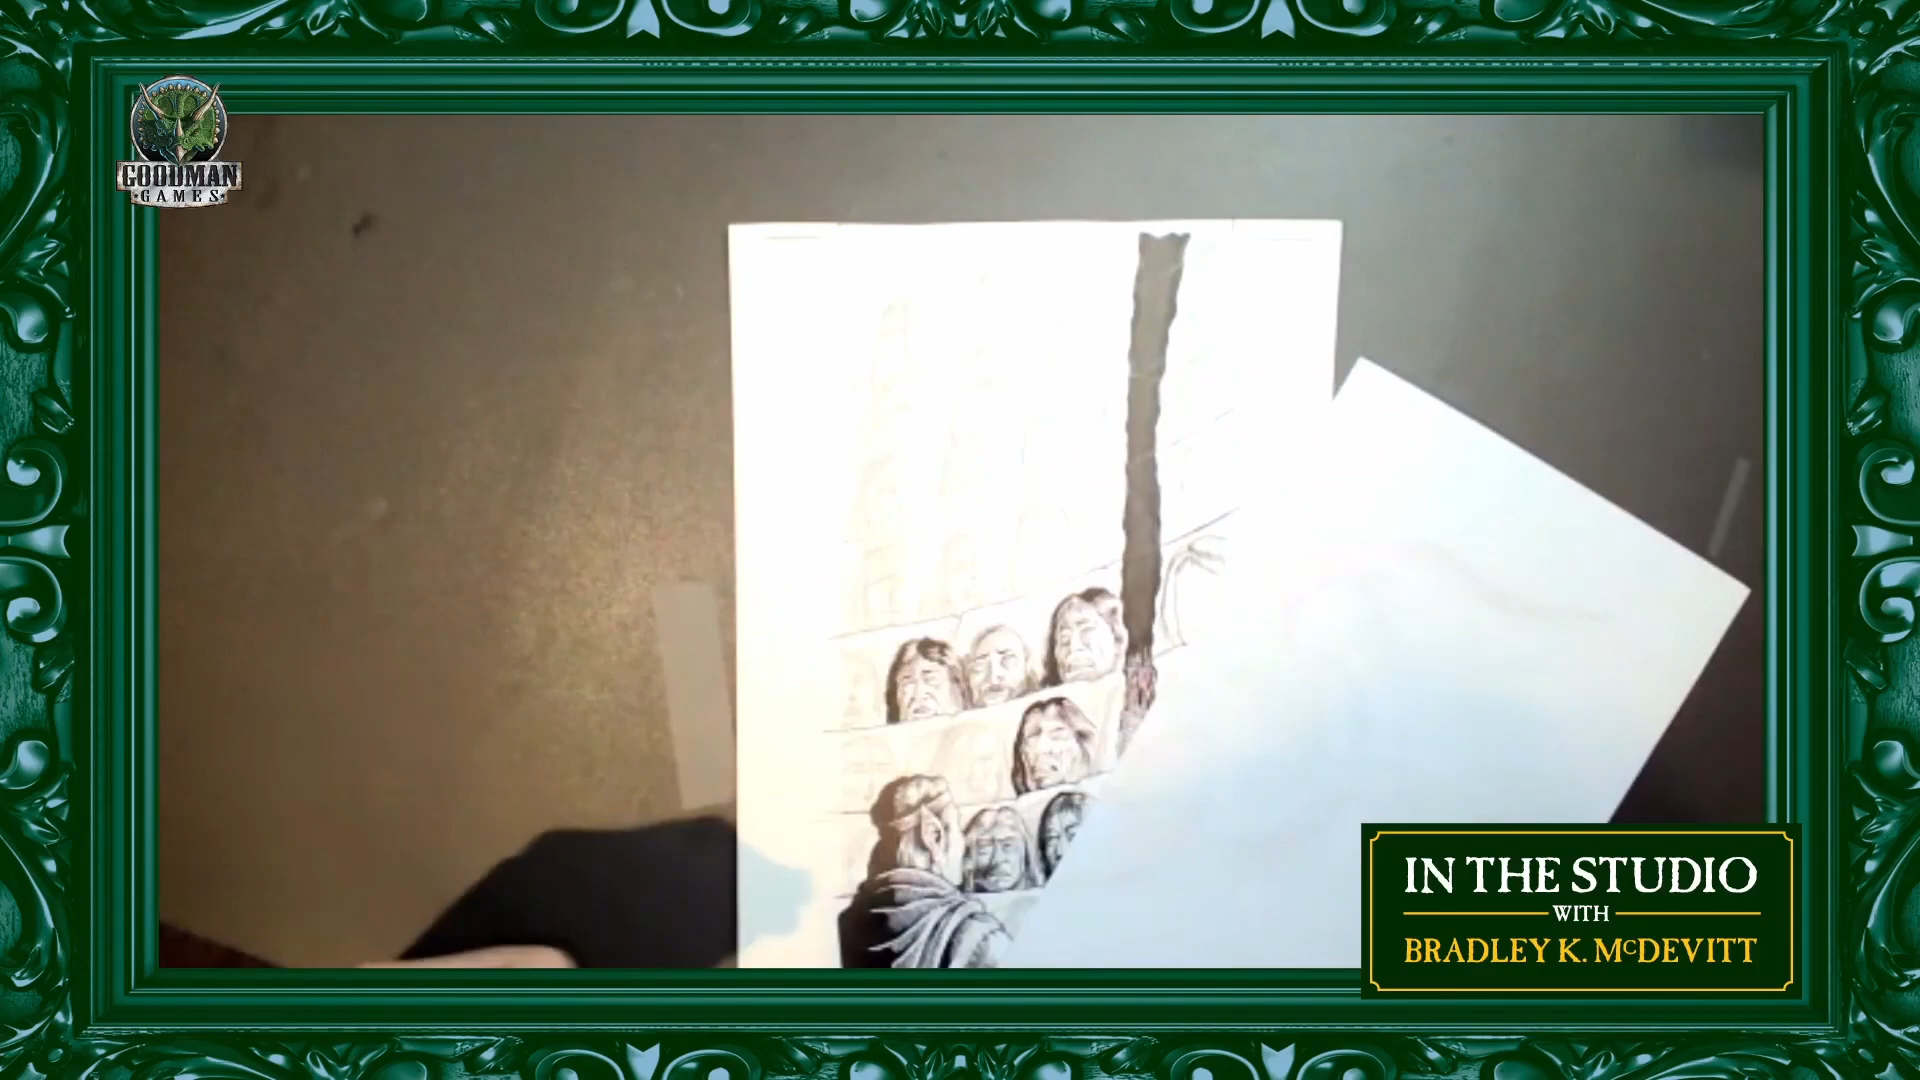 GOODMAN
GAMES
IN THE STUDIO
WITH
BRADLEY K. McDEVITT